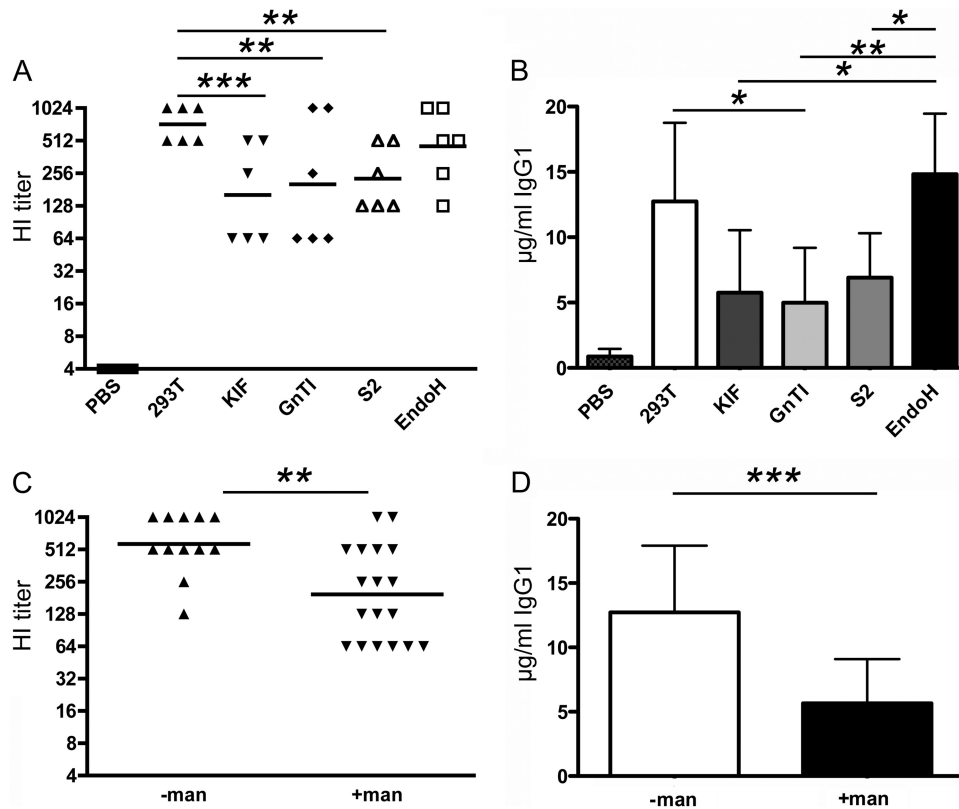 A
**
**
***
HI titer
1024
512
256
128
64
32
16
8
4
PBS
293T
KIF
GnTI
S2
EndoH
B
*
**
*
*
µg/ml IgG1
20
15
10
5
0
PBS
293T
KIF
GnTI
S2
EndoH
C
**
HI titer
1024
512
256
128
64
32
16
8
4
-man
+man
D
***
µg/ml IgG1
20
15
10
5
0
-man
+man